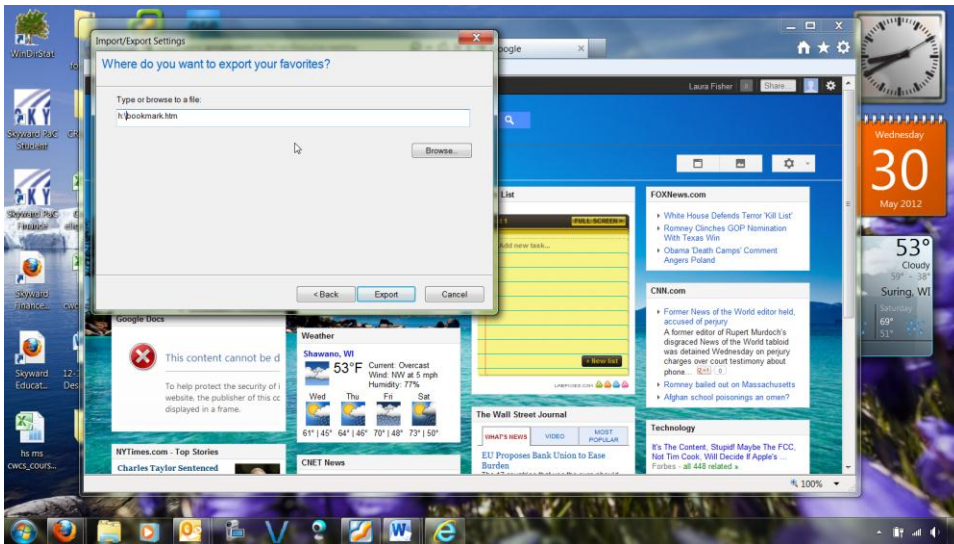 WinDirStat
Skyward PaC
Student
Skyward PaC
Finance
Skyward
Finance...
Skyward
Educat...
hs ms
cwcs_cours...
12-
Des
Import/Export Settings
Where do you want to export your favorites?
Type or browse to a file:
h:\bookmark.htm
Browse...
< Back
Export
Cancel
oogle
Laura Fisher
Share...
s List
FULL SCREEN
Add new task...
New list
Google Docs
This content cannot be d
To help protect the security of i
website, the publisher of this cc
displayed in a frame.
NYTimes.com - Top Stories
Charles Taylor Sentenced
Weather
Shawano, WI
53°F
Current: Overcast
Wind: NW at 5 mph
Humidity: 77%
Wed Thu Fri Sat
61° | 45° 64° | 46° 70° | 48° 73° | 50°
CNET News
The Wall Street Journal
WHAT'S NEWS
VIDEO
MOST
POPULAR
EU Proposes Bank Union to Ease
Burden
FOXNews.com
White House Defends Terror 'Kill List'
Romney Clinches GOP Nomination
With Texas Win
Obama 'Death Camps' Comment
Angers Poland
CNN.com
Former News of the World editor held,
accused of perjury
A former editor of Rupert Murdoch's
disgraced News of the World tabloid
was detained Wednesday on perjury
charges over court testimony about
phone... 0
Romney bailed out on Massachusetts
Afghan school poisonings an omen?
Technology
It's The Content, Stupid! Maybe The FCC,
Not Tim Cook, Will Decide If Apple's ...
Forbes - all 448 related »
100%
Wednesday
30
May 2012
53°
Cloudy
59° - 38°
Suring, WI
Saturday
69°
51°